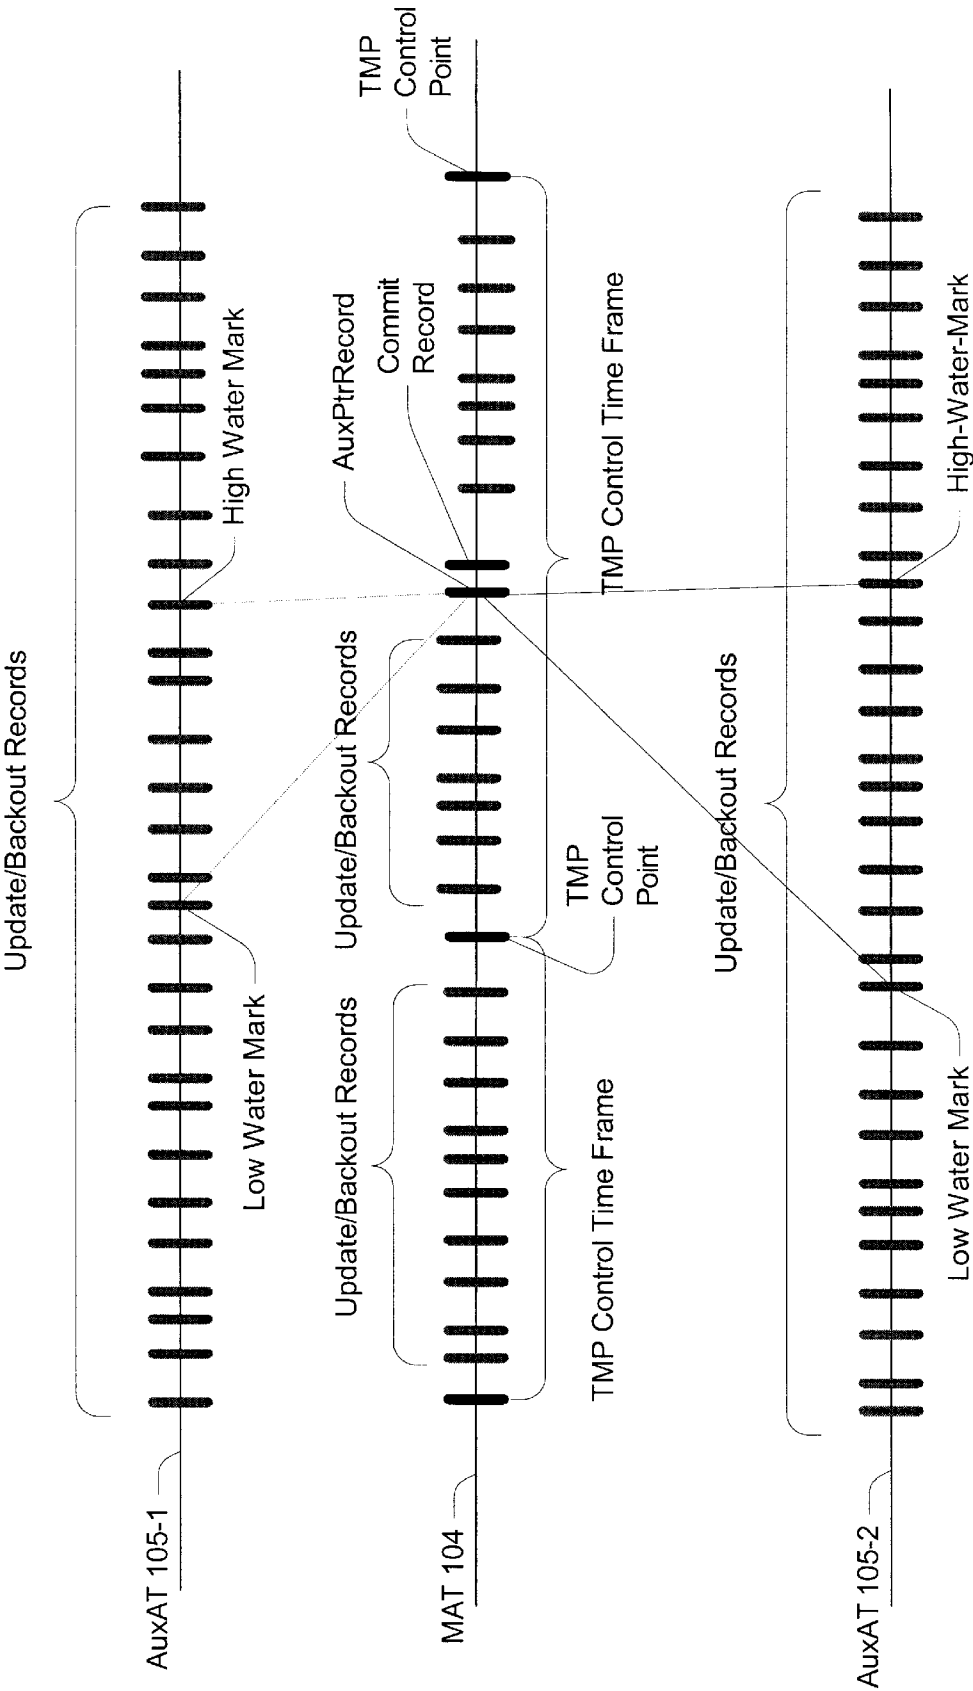 Update/Backout Records
AuxAT 105-1
Low Water Mark
High Water Mark
MAT 104
Update/Backout Records
Update/Backout Records
AuxPtrRecord
Commit
Record
TMP
Control
Point
TMP Control Time Frame
TMP
Control
Point
TMP Control Time Frame
Update/Backout Records
AuxAT 105-2
Low Water Mark
High-Water-Mark